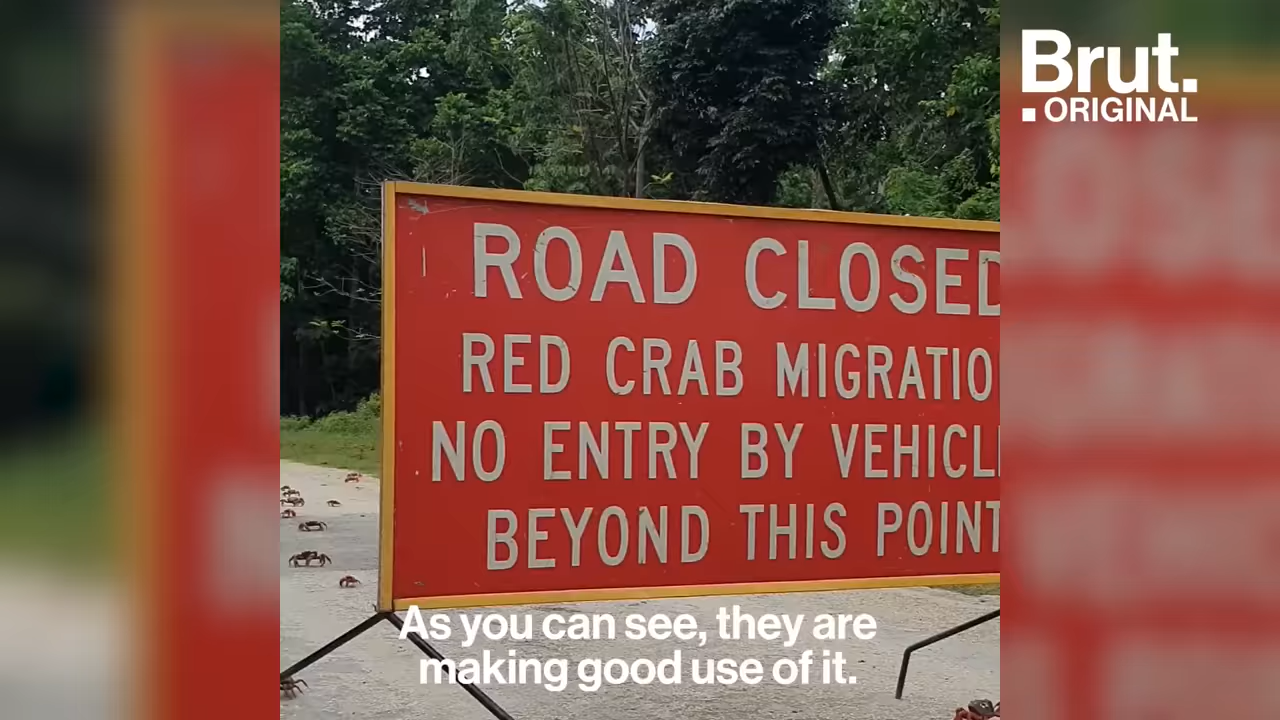 Brut.
ORIGINAL
ROAD CLOSED
RED CRAB MIGRATIO
NO ENTRY BY VEHICL
BEYOND THIS POINT
As you can see, they are
making good use of it.